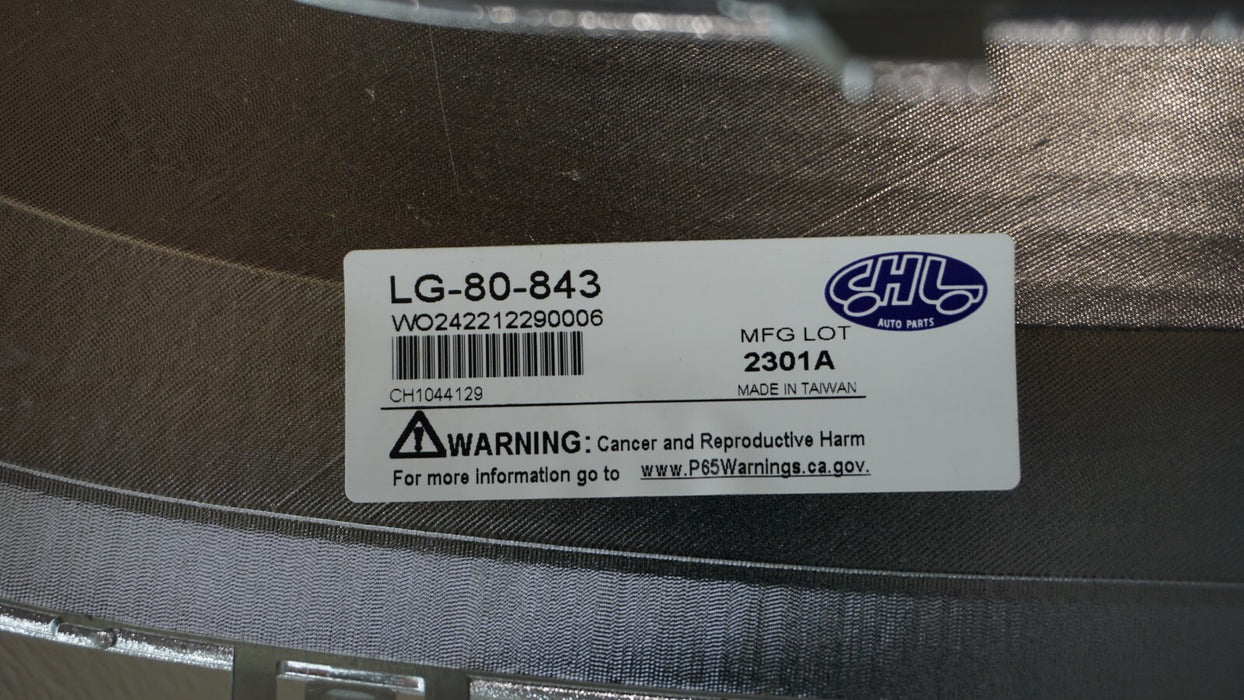 LG-80-843
WO242212290006
CH1044129
CHL
AUTO PARTS
MFG LOT
2301A
MADE IN TAIWAN
WARNING: Cancer and Reproductive Harm
For more information go to www.P65Warnings.ca.gov.